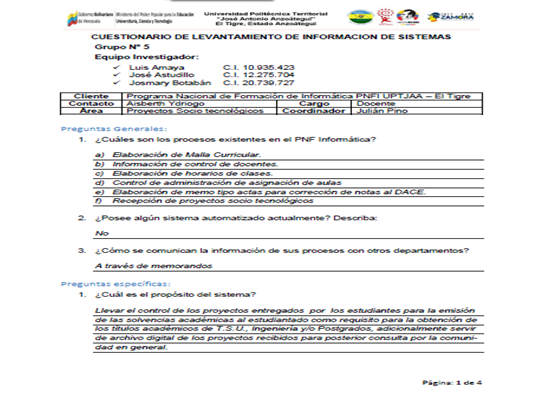 Gobierno Bolivariano de Venezuela
Ministerio del Poder Popular para la Educación Universitaria, Ciencia y Tecnología
Universidad Politécnica Territorial
"José Antonio Anzoátegui"
El Tigre, Estado Anzoátegui
ZAMORA
CUESTIONARIO DE LEVANTAMIENTO DE INFORMACION DE SISTEMAS
Grupo N° 5
Equipo Investigador:
✓ Luis Amaya C.I. 10.935.423
✓ José Astudillo C.I. 12.275.704
✓ Josmary Botabán C.I. 20.739.727
Cliente Programa Nacional de Formación de Informática PNFI UPTJAA – El Tigre
Contacto Aisberth Ydriogo Cargo Docente
Área Proyectos Socio tecnológicos Coordinador Julián Pino
Preguntas Generales:
1. ¿Cuáles son los procesos existentes en el PNF Informática?
a) Elaboración de Malla Curricular.
b) Información de control de docentes.
c) Elaboración de horarios de clases.
d) Control de administración de asignación de aulas
e) Elaboración de memo tipo actas para corrección de notas al DACE.
f) Recepción de proyectos socio tecnológicos
2. ¿Posee algún sistema automatizado actualmente? Describa:
No
3. ¿Cómo se comunican la información de sus procesos con otros departamentos?
A través de memorandos
Preguntas específicas:
1. ¿Cuál es el propósito del sistema?
Llevar el control de los proyectos entregados por los estudiantes para la emisión
de las solvencias académicas al estudiantado como requisito para la obtención de
los títulos académicos de T.S.U., Ingeniería y/o Postgrados, adicionalmente servir
de archivo digital de los proyectos recibidos para posterior consulta por la comuni-
dad en general.
Página: 1 de 4